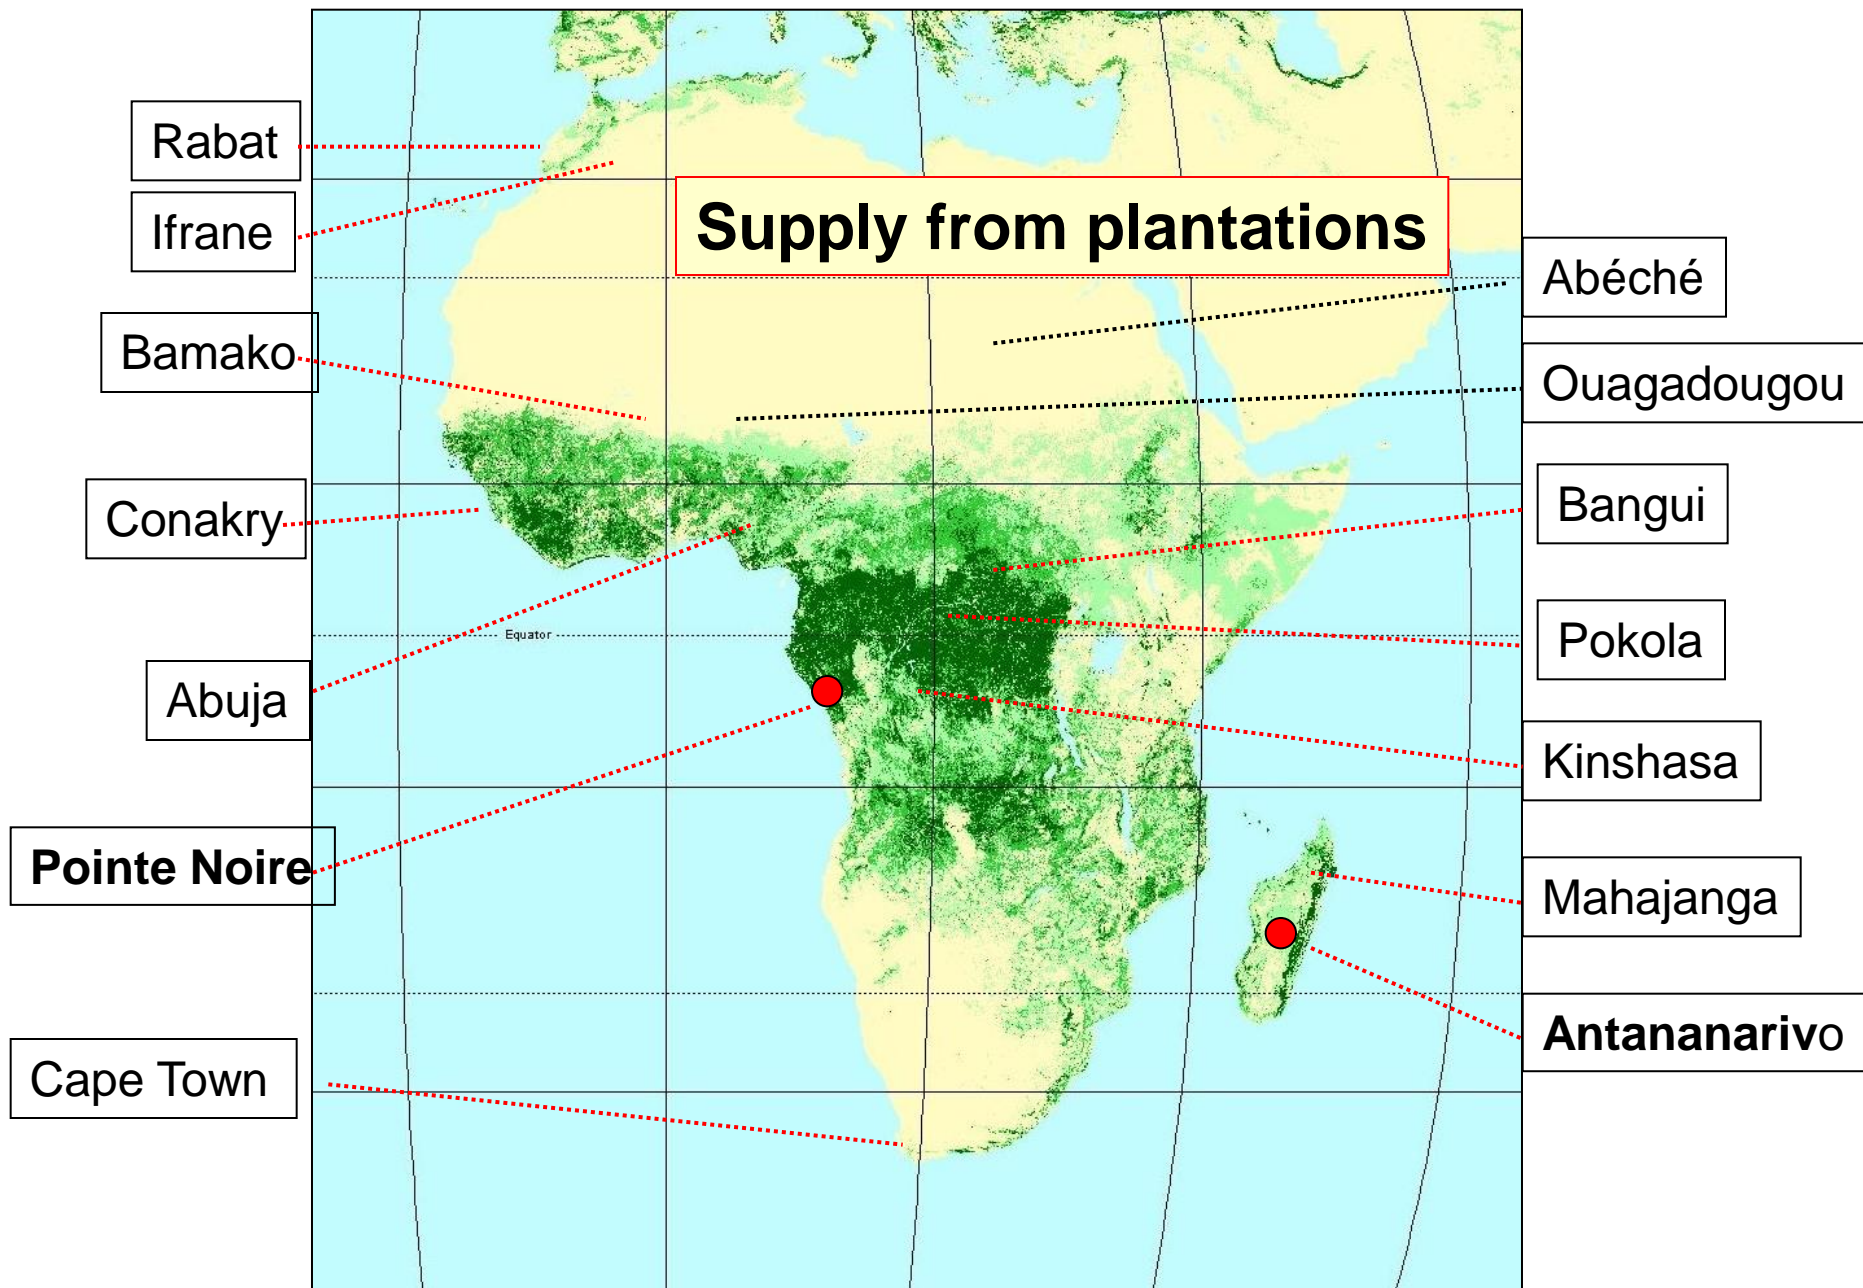 Rabat
Ifrane
Supply from plantations
Abéché
Bamako
Ouagadougou
Conakry
Bangui
Equator
Pokola
Abuja
Kinshasa
Pointe Noire
Mahajanga
Antananarivo
Cape Town